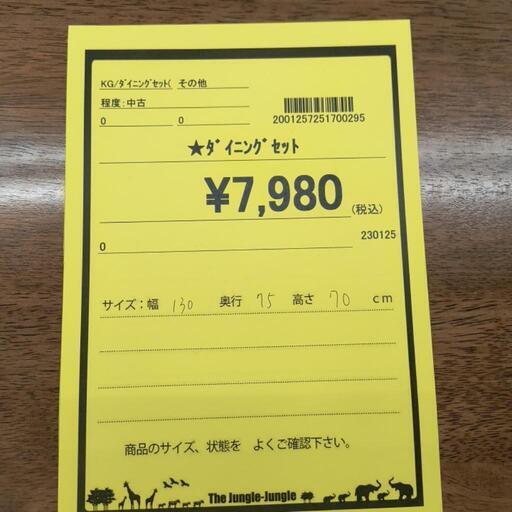 KG/ﾀﾞｲﾆﾝｸﾞｾｯﾄ( その他
程度:中古
0 0
2001257251700295
★ﾀﾞｲﾆﾝｸﾞｾｯﾄ
¥7,980(税込)
0 230125
サイズ:幅 130 奥行 75 高さ 70 cm
商品のサイズ、状態を よくご確認下さい。
The Jungle-Jungle